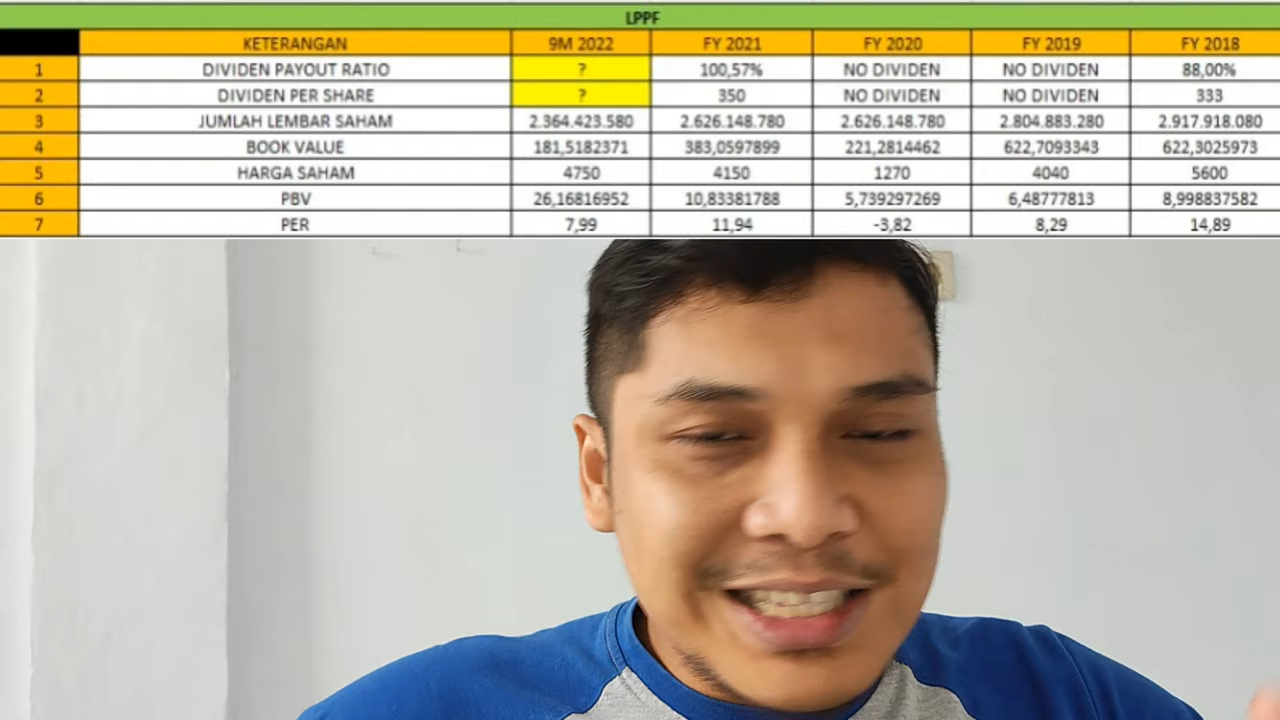 LPPF
KETERANGAN 9M 2022 FY 2021 FY 2020 FY 2019 FY 2018
1 DIVIDEN PAYOUT RATIO ? 100,57% NO DIVIDEN NO DIVIDEN 88,00%
2 DIVIDEN PER SHARE ? 350 NO DIVIDEN NO DIVIDEN 333
3 JUMLAH LEMBAR SAHAM 2.364.423.580 2.626.148.780 2.626.148.780 2.804.883.280 2.917.918.080
4 BOOK VALUE 181,5182371 383,0597899 221,2814462 622,7093343 622,3025973
5 HARGA SAHAM 4750 4150 1270 4040 5600
6 PBV 26,16816952 10,83381788 5,739297269 6,48777813 8,998837582
7 PER 7,99 11,94 -3,82 8,29 14,89